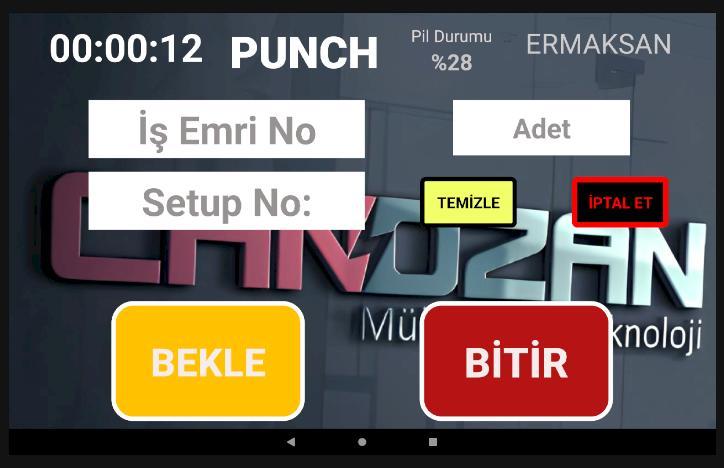 00:00:12 PUNCH Pil Durumu %28 ERMAKSAN
İş Emri No Adet
Setup No: TEMİZLE İPTAL ET
CANOZAN
Mü knoloji
BEKLE BİTİR